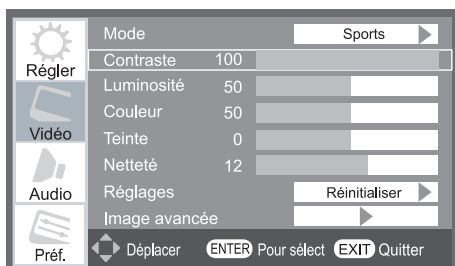 Régler
Vidéo
Audio
Préf.
Mode Sports
Contraste 100
Luminosité 50
Couleur 50
Teinte 0
Netteté 12
Réglages Réinitialiser
Image avancée
Déplacer ENTER Pour sélect EXIT Quitter